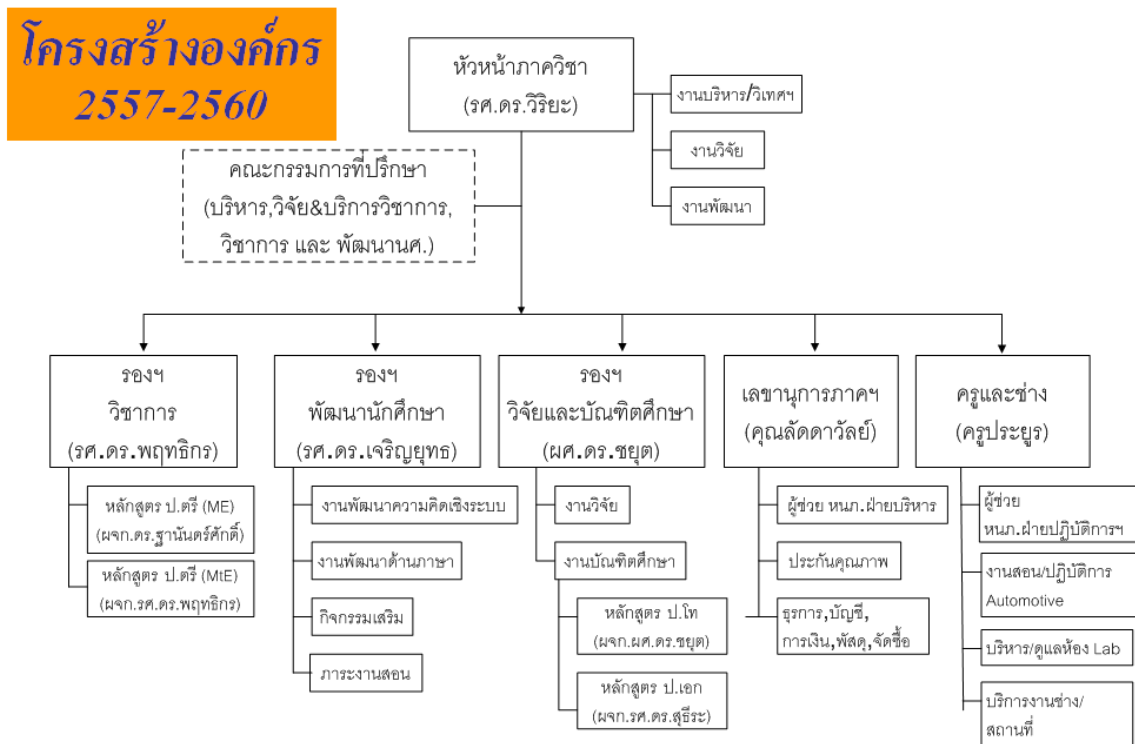 โครงสร้างองค์กร
2557-2560
หัวหน้าภาควิชา
(รศ.ดร.วิริยะ)
งานบริหาร/วิเทศฯ
งานวิจัย
งานพัฒนา
คณะกรรมการที่ปรึกษา
(บริหาร,วิจัย&บริการวิชาการ,
วิชาการ และ พัฒนานศ.)
รองฯ
วิชาการ
(รศ.ดร.พฤทธิกร)
หลักสูตร ป.ตรี (ME)
(ผจก.ดร.ฐานันดร์ศักดิ์)
หลักสูตร ป.ตรี (MtE)
(ผจก.รศ.ดร.พฤทธิกร)
รองฯ
พัฒนานักศึกษา
(รศ.ดร.เจริญยุทธ)
งานพัฒนาความคิดเชิงระบบ
งานพัฒนาด้านภาษา
กิจกรรมเสริม
ภาระงานสอน
รองฯ
วิจัยและบัณฑิตศึกษา
(ผศ.ดร.ชยุต)
งานวิจัย
งานบัณฑิตศึกษา
หลักสูตร ป.โท
(ผจก.ผศ.ดร.ชยุต)
หลักสูตร ป.เอก
(ผจก.รศ.ดร.สุธีระ)
เลขานุการภาคฯ
(คุณลัดดาวัลย์)
ผู้ช่วย หนภ.ฝ่ายบริหาร
ประกันคุณภาพ
ธุรการ,บัญชี,
การเงิน,พัสดุ,จัดซื้อ
ครูและช่าง
(ครูประยูร)
ผู้ช่วย
หนภ.ฝ่ายปฏิบัติการฯ
งานสอน/ปฏิบัติการ
Automotive
บริหาร/ดูแลห้อง Lab
บริการงานช่าง/
สถานที่